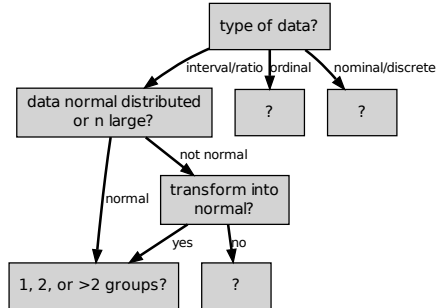 type of data?
interval/ratio
ordinal
nominal/discrete
data normal distributed
or n large?
?
?
not normal
normal
transform into
normal?
yes
no
1, 2, or >2 groups?
?